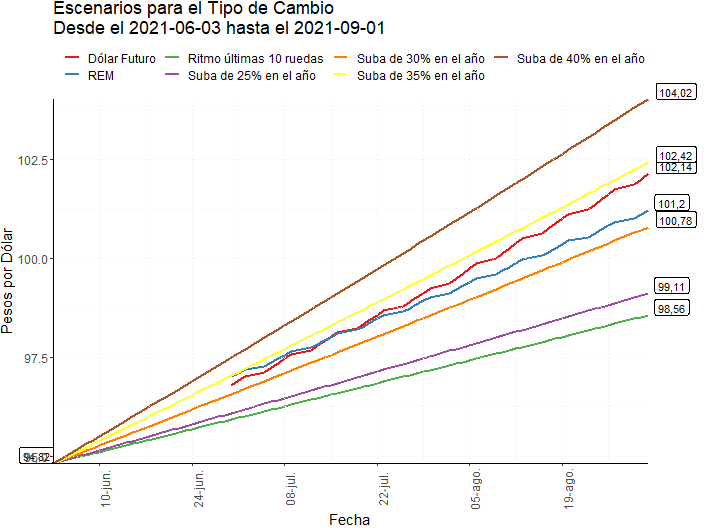 Escenarios para el Tipo de Cambio
Desde el 2021-06-03 hasta el 2021-09-01
Dólar Futuro Ritmo últimas 10 ruedas Suba de 30% en el año Suba de 40% en el año
REM Suba de 25% en el año Suba de 35% en el año
104,02
102.5
102,42
102,14
101,2
100,78
100.0
99,11
98,56
97.5
Pesos por Dólar
10-jun.
24-jun.
08-jul.
22-jul.
05-ago.
19-ago.
Fecha